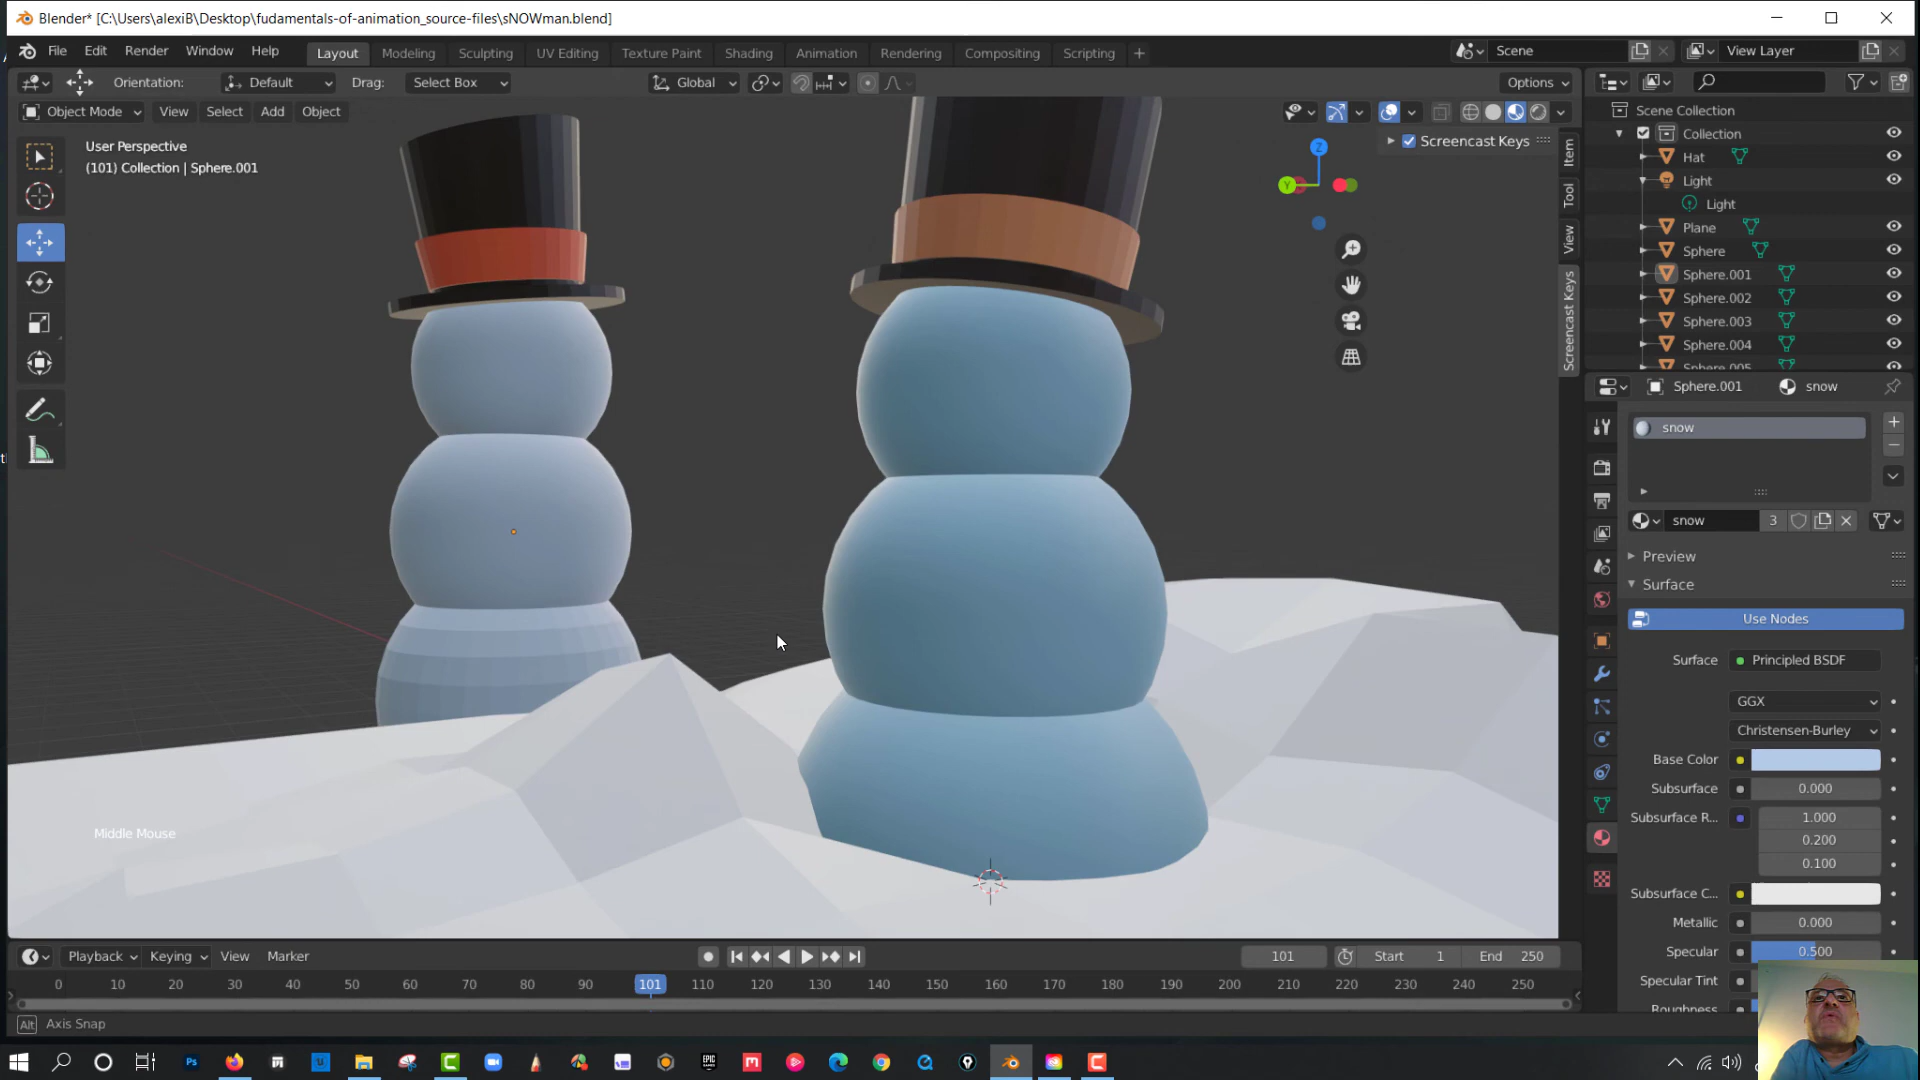 Blender* [C:\Users\alexiB\Desktop\fudamentals-of-animation_source-files\sNOWman.blend]
File Edit Render Window Help Layout Modeling Sculpting UV Editing Texture Paint Shading Animation Rendering Compositing Scripting + Scene View Layer
Orientation: Default Drag: Select Box Global Options
Object Mode View Select Add Object
User Perspective
(101) Collection | Sphere.001
Screencast Keys
Z
Y
Item
Tool
View
Screencast Keys
Middle Mouse
Scene Collection
Collection
Hat
Light
Light
Plane
Sphere
Sphere.001
Sphere.002
Sphere.003
Sphere.004
Sphere.005
Sphere.001 snow
snow
snow 3
Preview
Surface
Use Nodes
Surface Principled BSDF
GGX
Christensen-Burley
Base Color
Subsurface 0.000
Subsurface R... 1.000
0.200
0.100
Subsurface C...
Metallic 0.000
Specular 0.500
Specular Tint
Roughness
Playback Keying View Marker 101 Start 1 End 250
0 10 20 30 40 50 60 70 80 90 101 110 120 130 140 150 160 170 180 190 200 210 220 230 240 250
Alt Axis Snap
Ps
EPIC GAMES